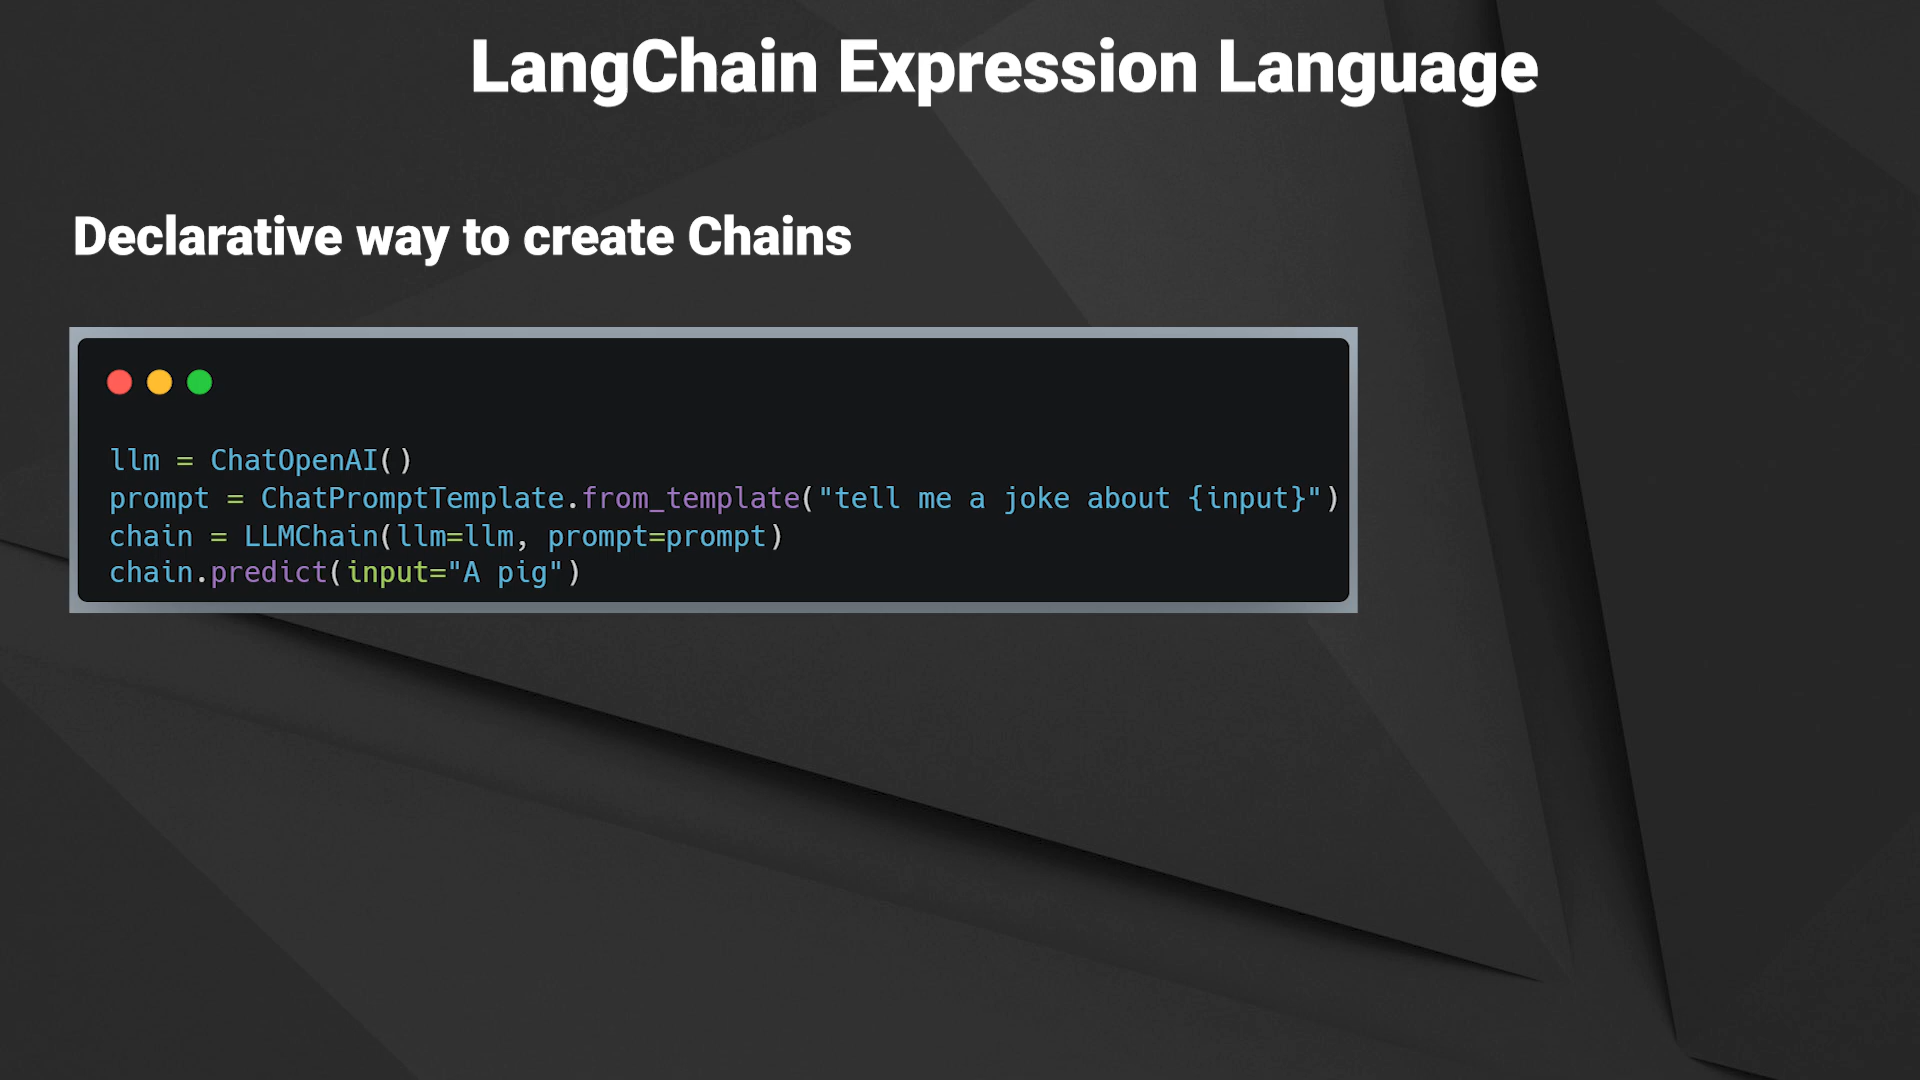 LangChain Expression Language
Declarative way to create Chains
llm = ChatOpenAI()
prompt = ChatPromptTemplate.from_template("tell me a joke about {input}")
chain = LLMChain(llm=llm, prompt=prompt)
chain.predict(input="A pig")